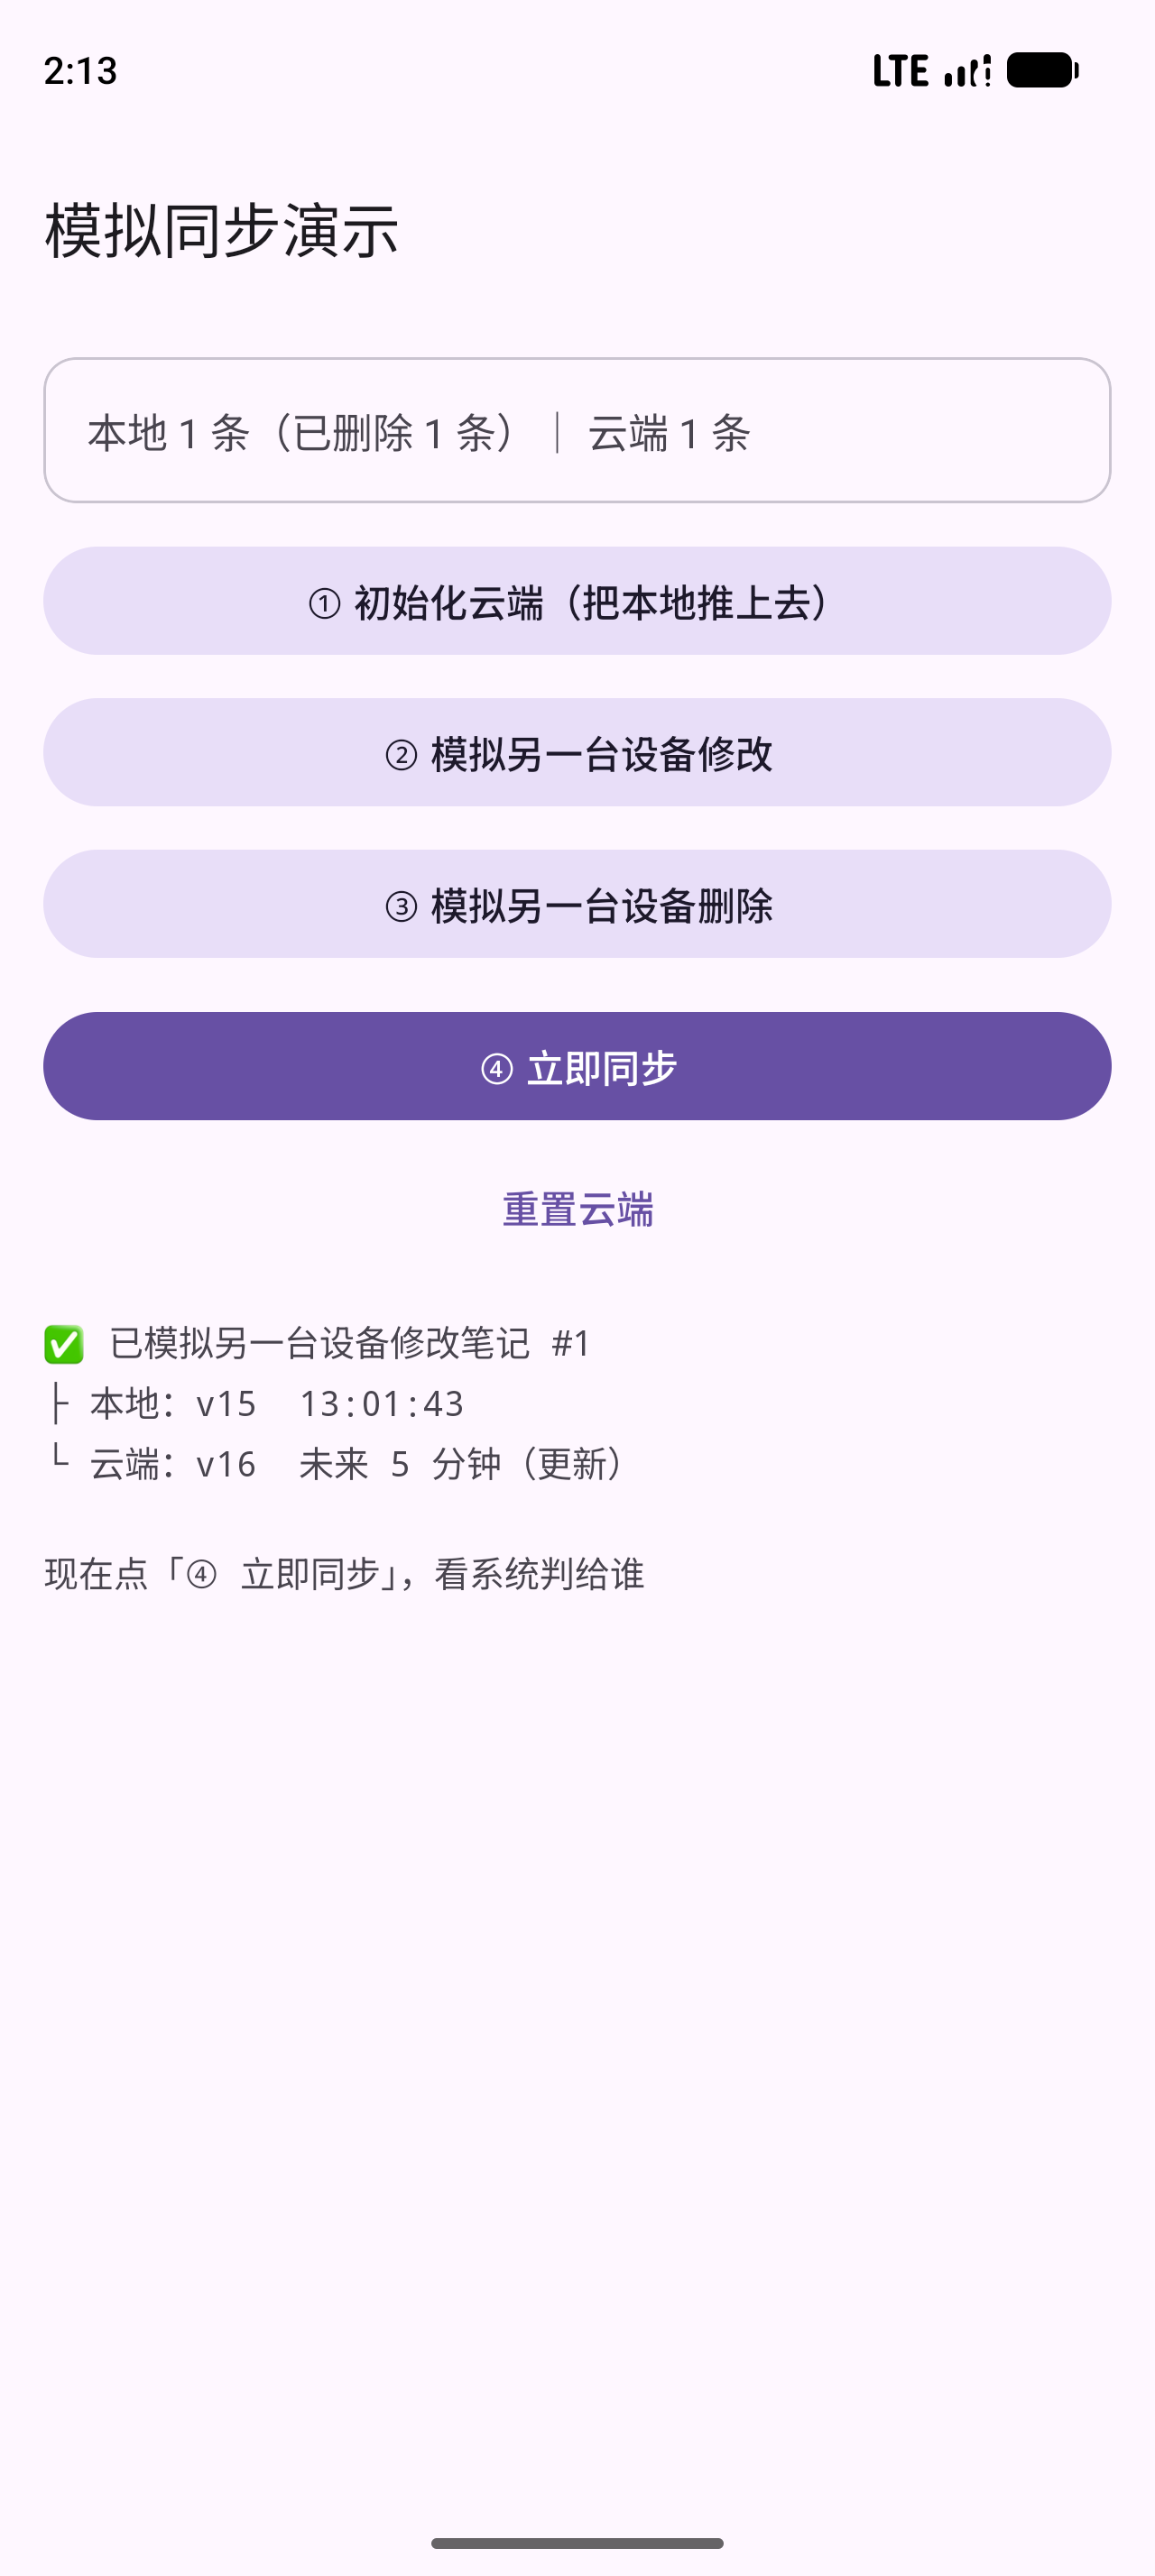 2:13 LTE
模拟同步演示
本地 1 条（已删除 1 条）｜ 云端 1 条
① 初始化云端（把本地推上去）
② 模拟另一台设备修改
③ 模拟另一台设备删除
④ 立即同步
重置云端
✅ 已模拟另一台设备修改笔记 #1
├ 本地：v15  13:01:43
└ 云端：v16  未来 5 分钟（更新）
现在点「④ 立即同步」，看系统判给谁